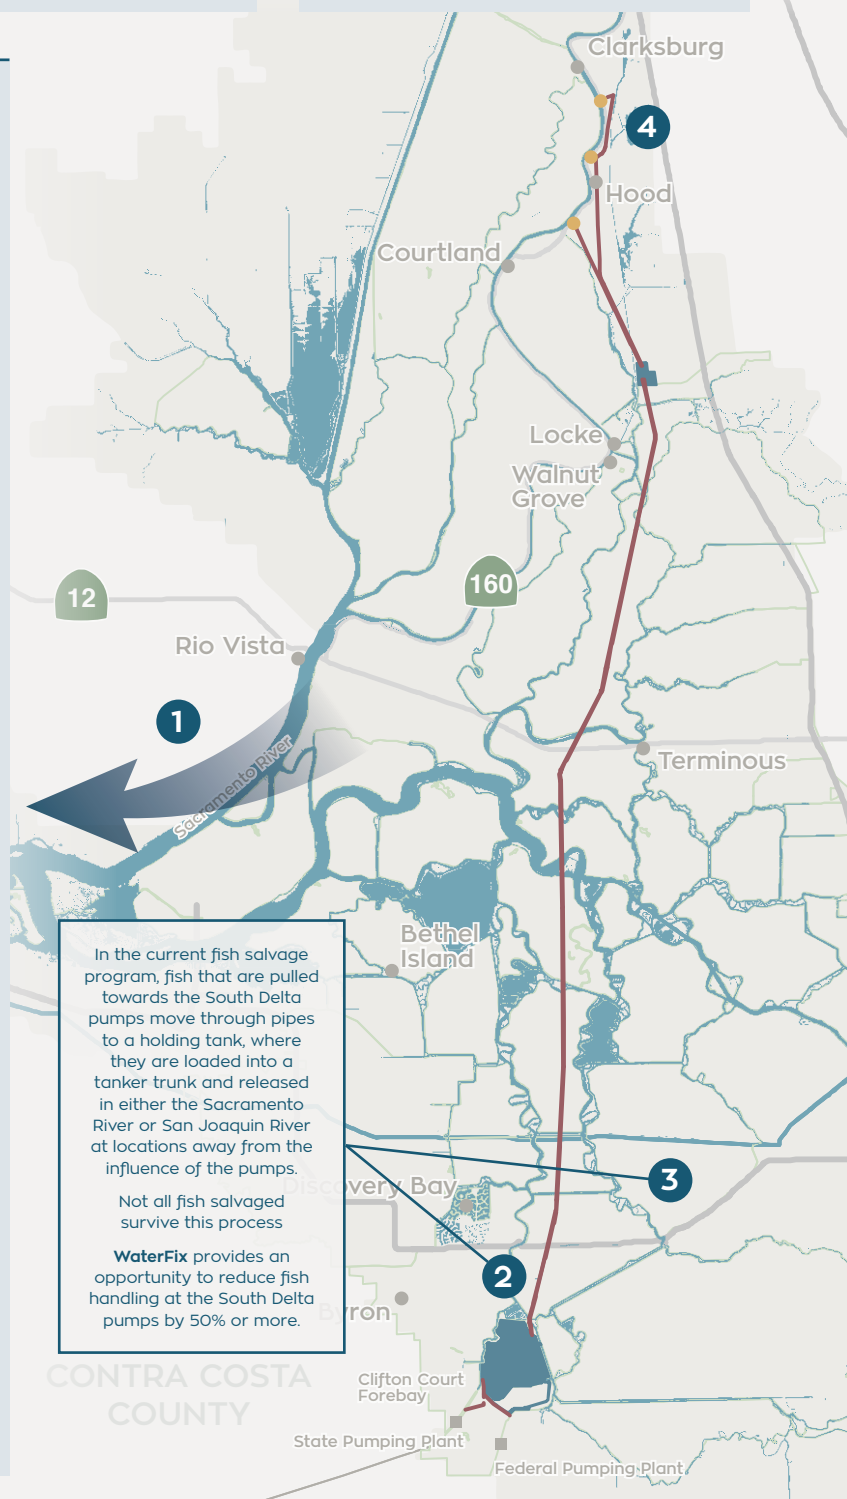 Clarksburg
4
Hood
Courtland
Locke
Walnut
Grove
160
12
Rio Vista
1
Sacramento River
Terminous
Bethel
Island
In the current fish salvage
program, fish that are pulled
towards the South Delta
pumps move through pipes
to a holding tank, where
they are loaded into a
tanker trunk and released
in either the Sacramento
River or San Joaquin River
at locations away from the
influence of the pumps.
Not all fish salvaged
survive this process
WaterFix provides an
opportunity to reduce fish
handling at the South Delta
pumps by 50% or more.
3
Discovery Bay
2
Byron
CONTRA COSTA
COUNTY
Clifton Court
Forebay
State Pumping Plant
Federal Pumping Plant